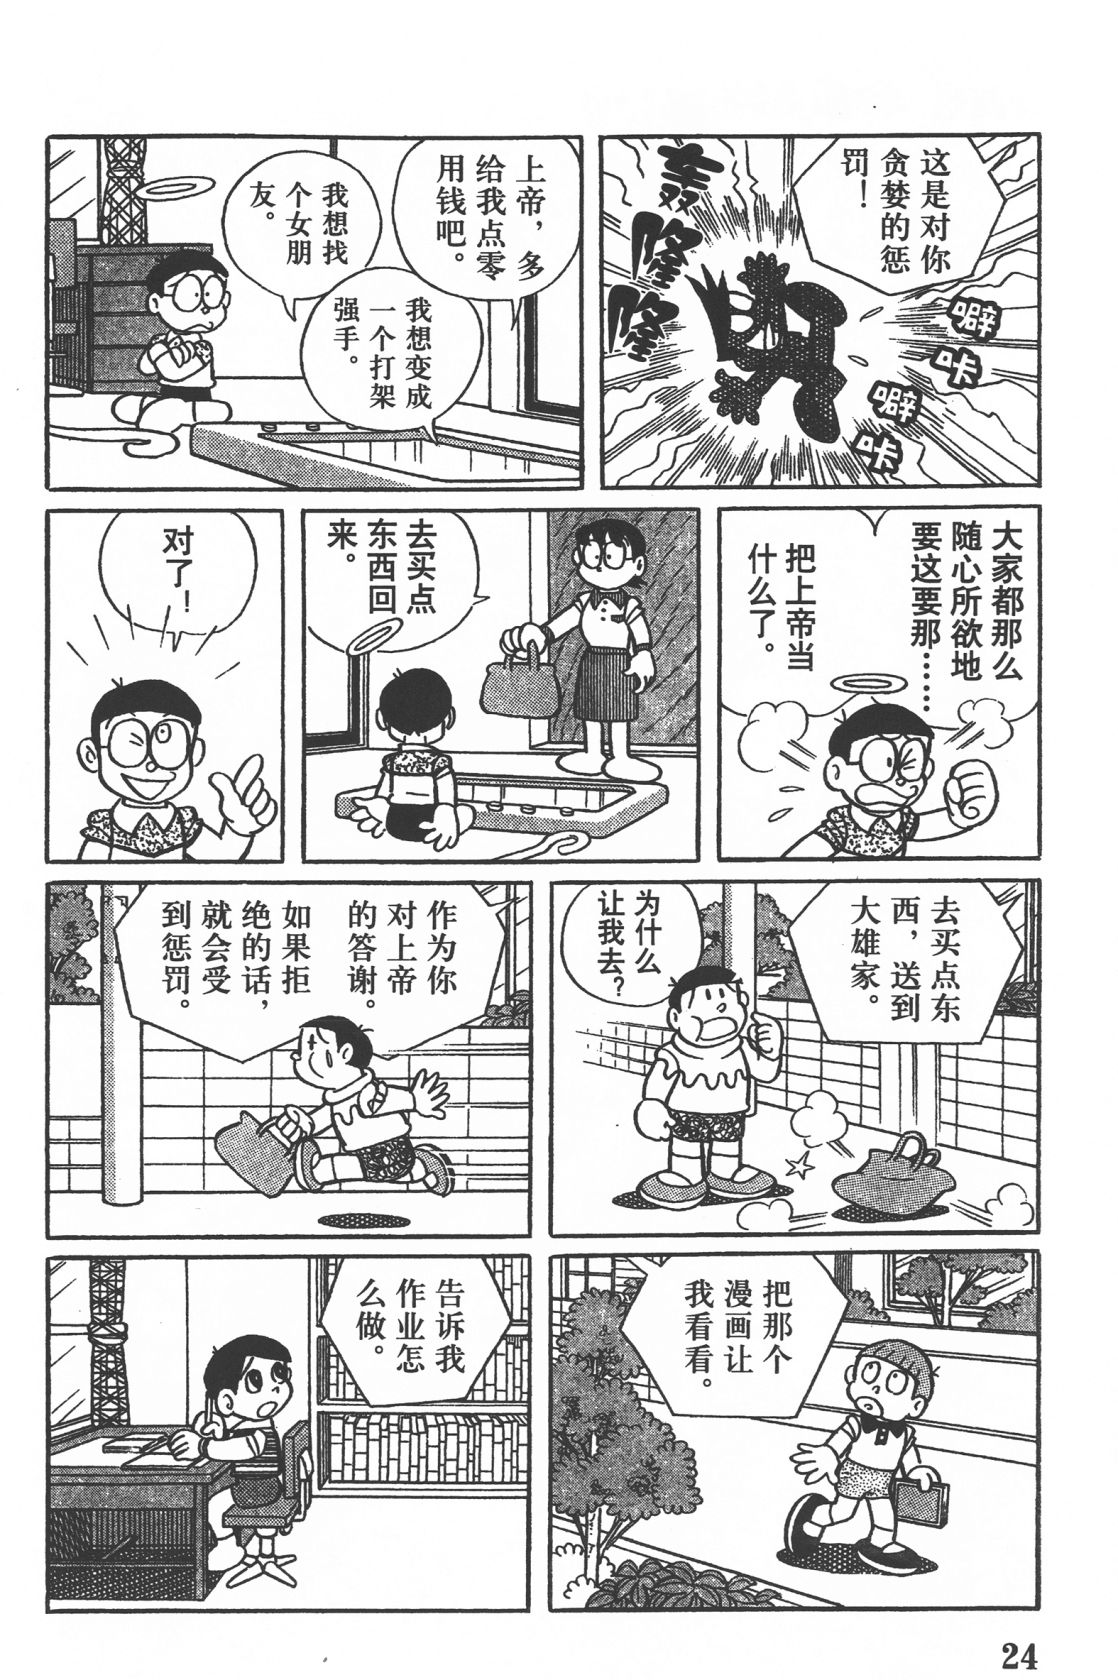 这是对你
贪婪的惩
罚！
轰
隆
隆
噼
咔
噼
咔
上帝，多
给我点零
用钱吧。
我想找
个女朋
友。
我想变成
一个打架
强手。
大家都那么
随心所欲地
要这要那……
把上帝当
什么了。
去买点
东西回
来。
对了！
去买点东
西，送到
大雄家。
为什么
让我去？
作为你
对上帝
的答谢。
如果拒
绝的话，
就会受
到惩罚。
把那个
漫画让
我看看。
告诉我
作业怎
么做。
24